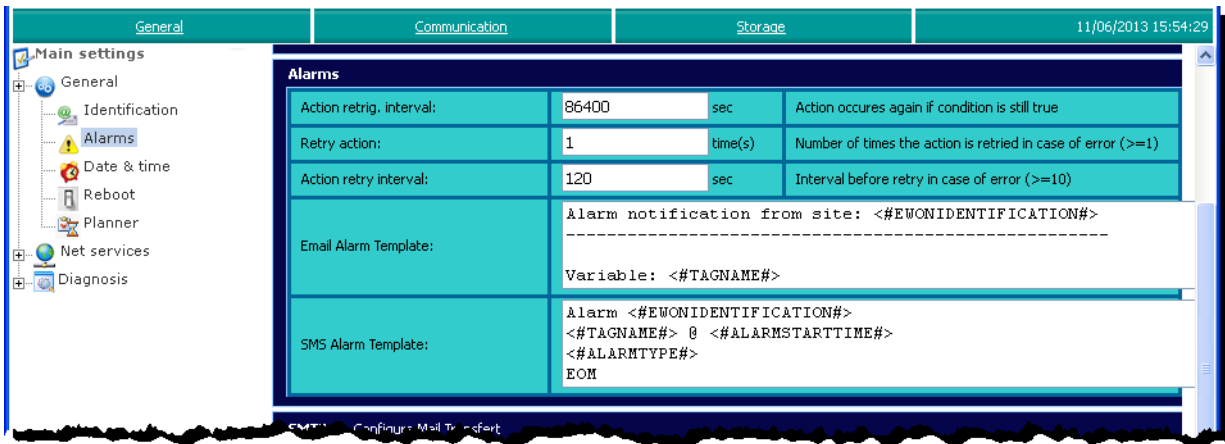 General Communication Storage 11/06/2013 15:54:29
Main settings
General
Identification
Alarms
Date & time
Reboot
Planner
Net services
Diagnosis
Alarms
Action retrig. interval: 86400 sec Action occures again if condition is still true
Retry action: 1 time(s) Number of times the action is retried in case of error (>=1)
Action retry interval: 120 sec Interval before retry in case of error (>=10)
Email Alarm Template:
Alarm notification from site: <#EWONIDENTIFICATION#>
-----------------------------------------------------
Variable: <#TAGNAME#>
SMS Alarm Template:
Alarm <#EWONIDENTIFICATION#>
<#TAGNAME#> @ <#ALARMSTARTTIME#>
<#ALARMTYPE#>
EOM
Configure Mail